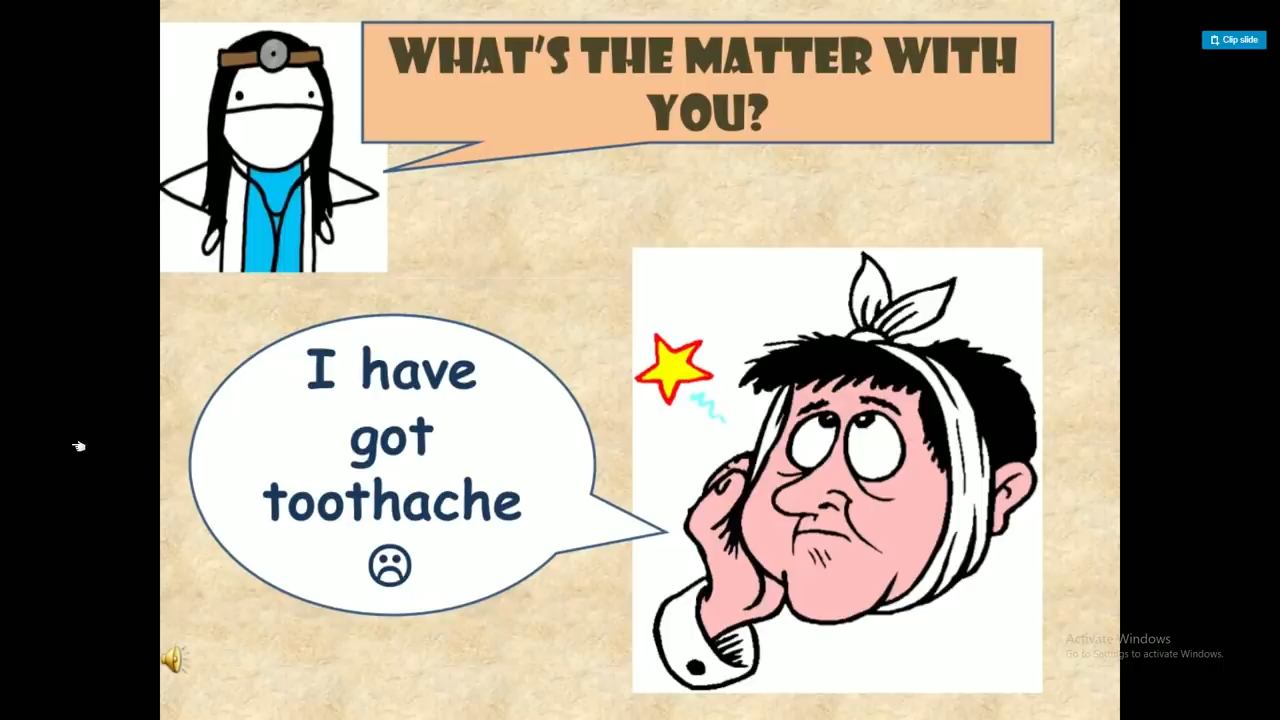 Clip slide
WHAT'S THE MATTER WITH
YOU?
I have
got
toothache
☹
Activate Windows
Go to Settings to activate Windows.